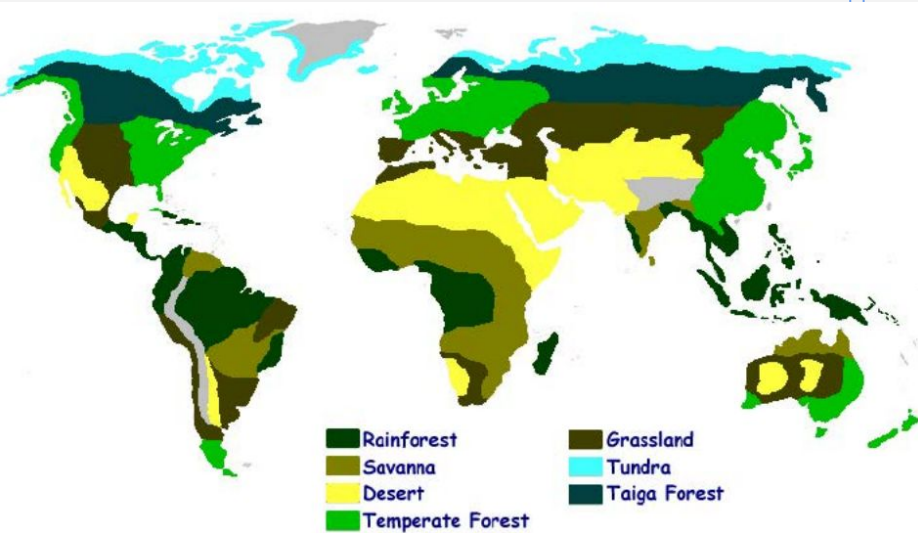 Rainforest
Savanna
Desert
Temperate Forest
Grassland
Tundra
Taiga Forest